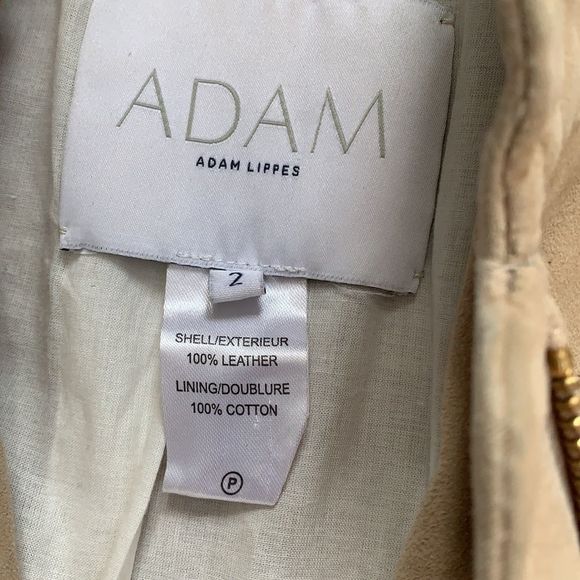 ADAM
ADAM LIPPES
2
SHELL/EXTERIEUR
100% LEATHER
LINING/DOUBLURE
100% COTTON
P